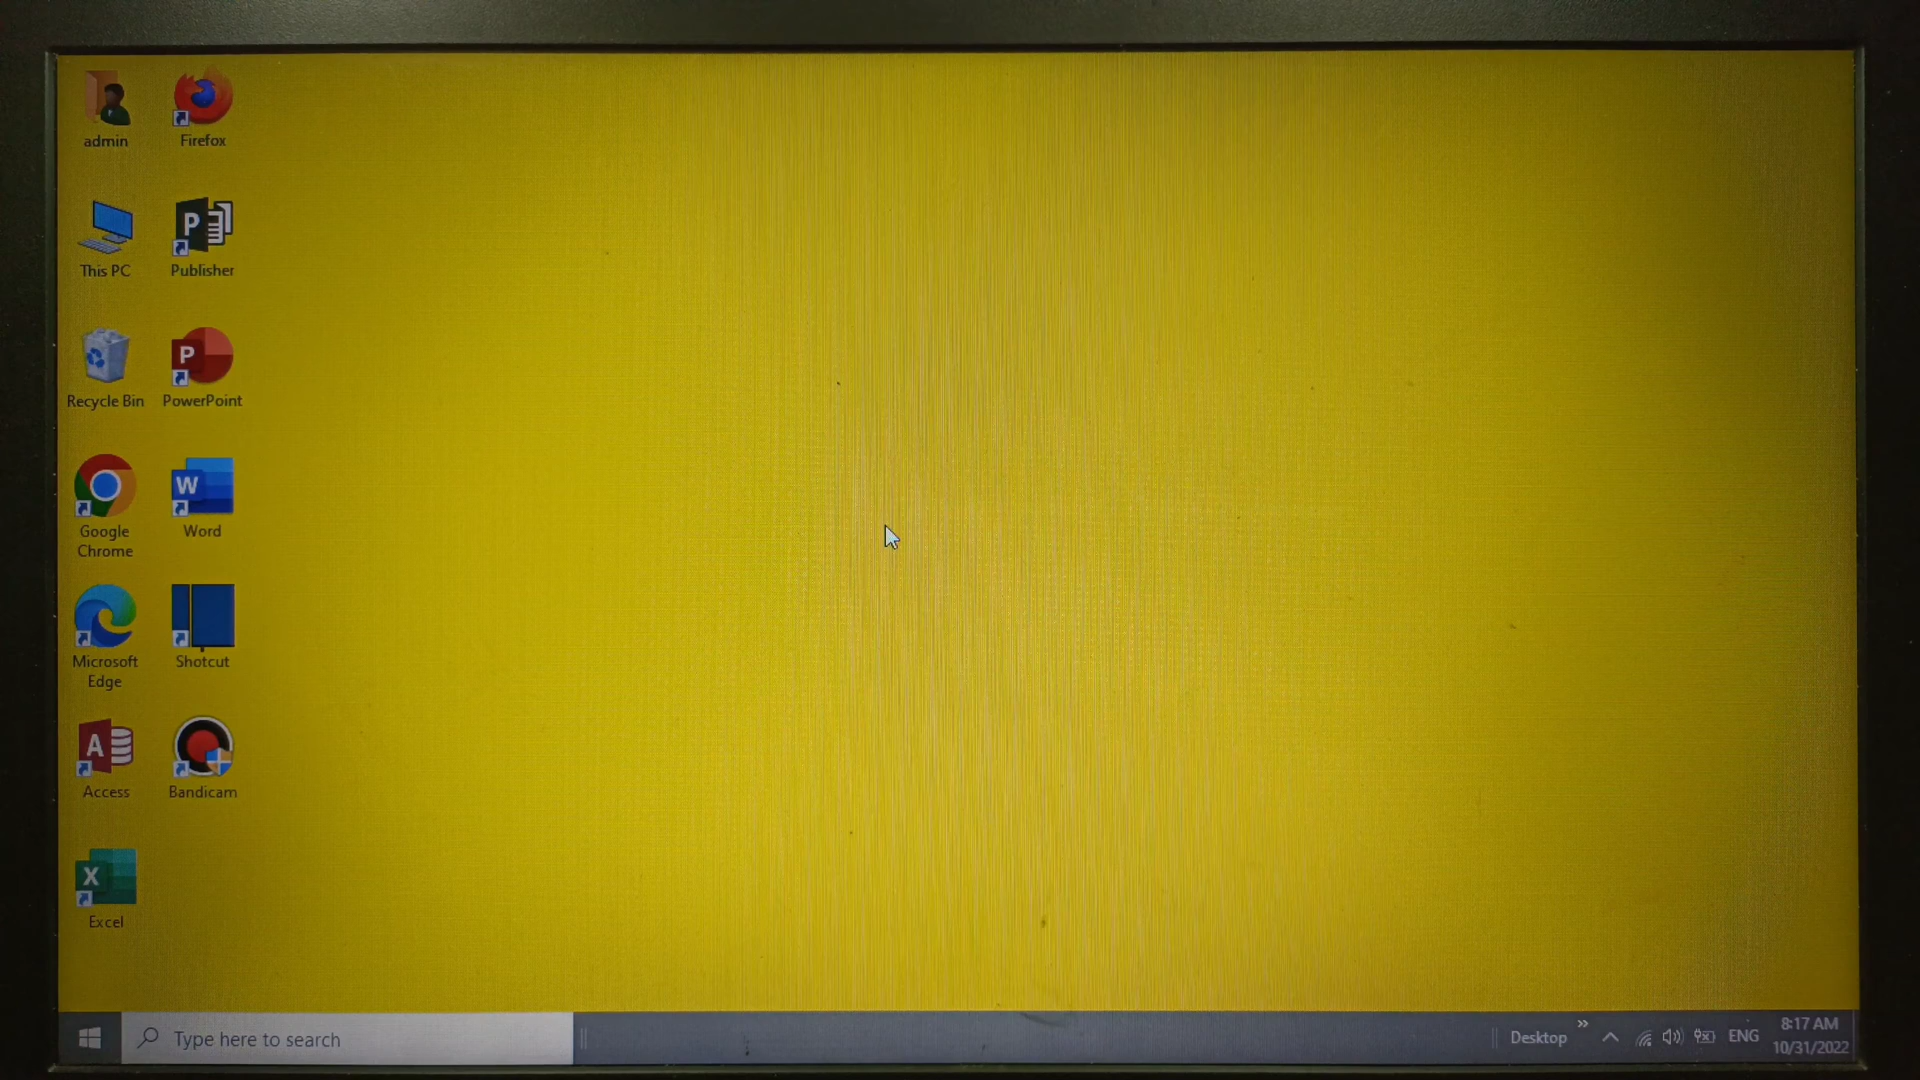 admin
Firefox
This PC
Publisher
Recycle Bin
PowerPoint
Google
Chrome
Word
Microsoft
Edge
Shotcut
Access
Bandicam
Excel
Type here to search
Desktop
ENG
8:17 AM
10/31/2022